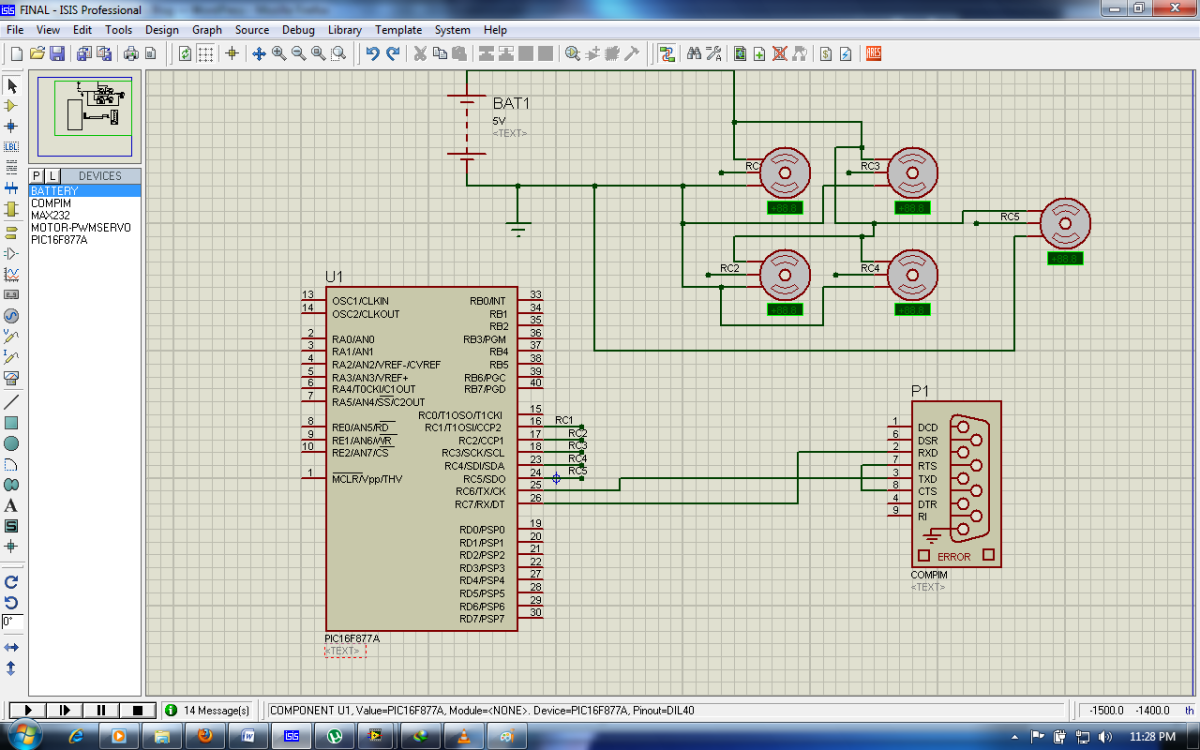 ISIS FINAL - ISIS Professional
File View Edit Tools Design Graph Source Debug Library Template System Help
ARES
LBL
P L DEVICES
BATTERY
COMPIM
MAX232
MOTOR-PWMSERVO
PIC16F877A
A
S
0°
BAT1
5V
<TEXT>
RC3
RC5
RC2
RC4
U1
13 OSC1/CLKIN
14 OSC2/CLKOUT
2 RA0/AN0
3 RA1/AN1
4 RA2/AN2/VREF-/CVREF
5 RA3/AN3/VREF+
6 RA4/T0CKI/C1OUT
7 RA5/AN4/SS/C2OUT
8 RE0/AN5/RD
9 RE1/AN6/WR
10 RE2/AN7/CS
1 MCLR/Vpp/THV
RB0/INT 33
RB1 34
RB2 35
RB3/PGM 36
RB4 37
RB5 38
RB6/PGC 39
RB7/PGD 40
RC0/T1OSO/T1CKI 15
RC1/T1OSI/CCP2 16 RC1
RC2/CCP1 17 RC2
RC3/SCK/SCL 18 RC3
RC4/SDI/SDA 23 RC4
RC5/SDO 24 RC5
RC6/TX/CK 25
RC7/RX/DT 26
RD0/PSP0 19
RD1/PSP1 20
RD2/PSP2 21
RD3/PSP3 22
RD4/PSP4 27
RD5/PSP5 28
RD6/PSP6 29
RD7/PSP7 30
PIC16F877A
<TEXT>
P1
1 DCD
6 DSR
2 RXD
7 RTS
3 TXD
8 CTS
4 DTR
9 RI
ERROR
COMPIM
<TEXT>
14 Message(s) COMPONENT U1, Value=PIC16F877A, Module=<NONE>. Device=PIC16F877A, Pinout=DIL40 -1500.0 -1400.0 th
ISIS
11:28 PM